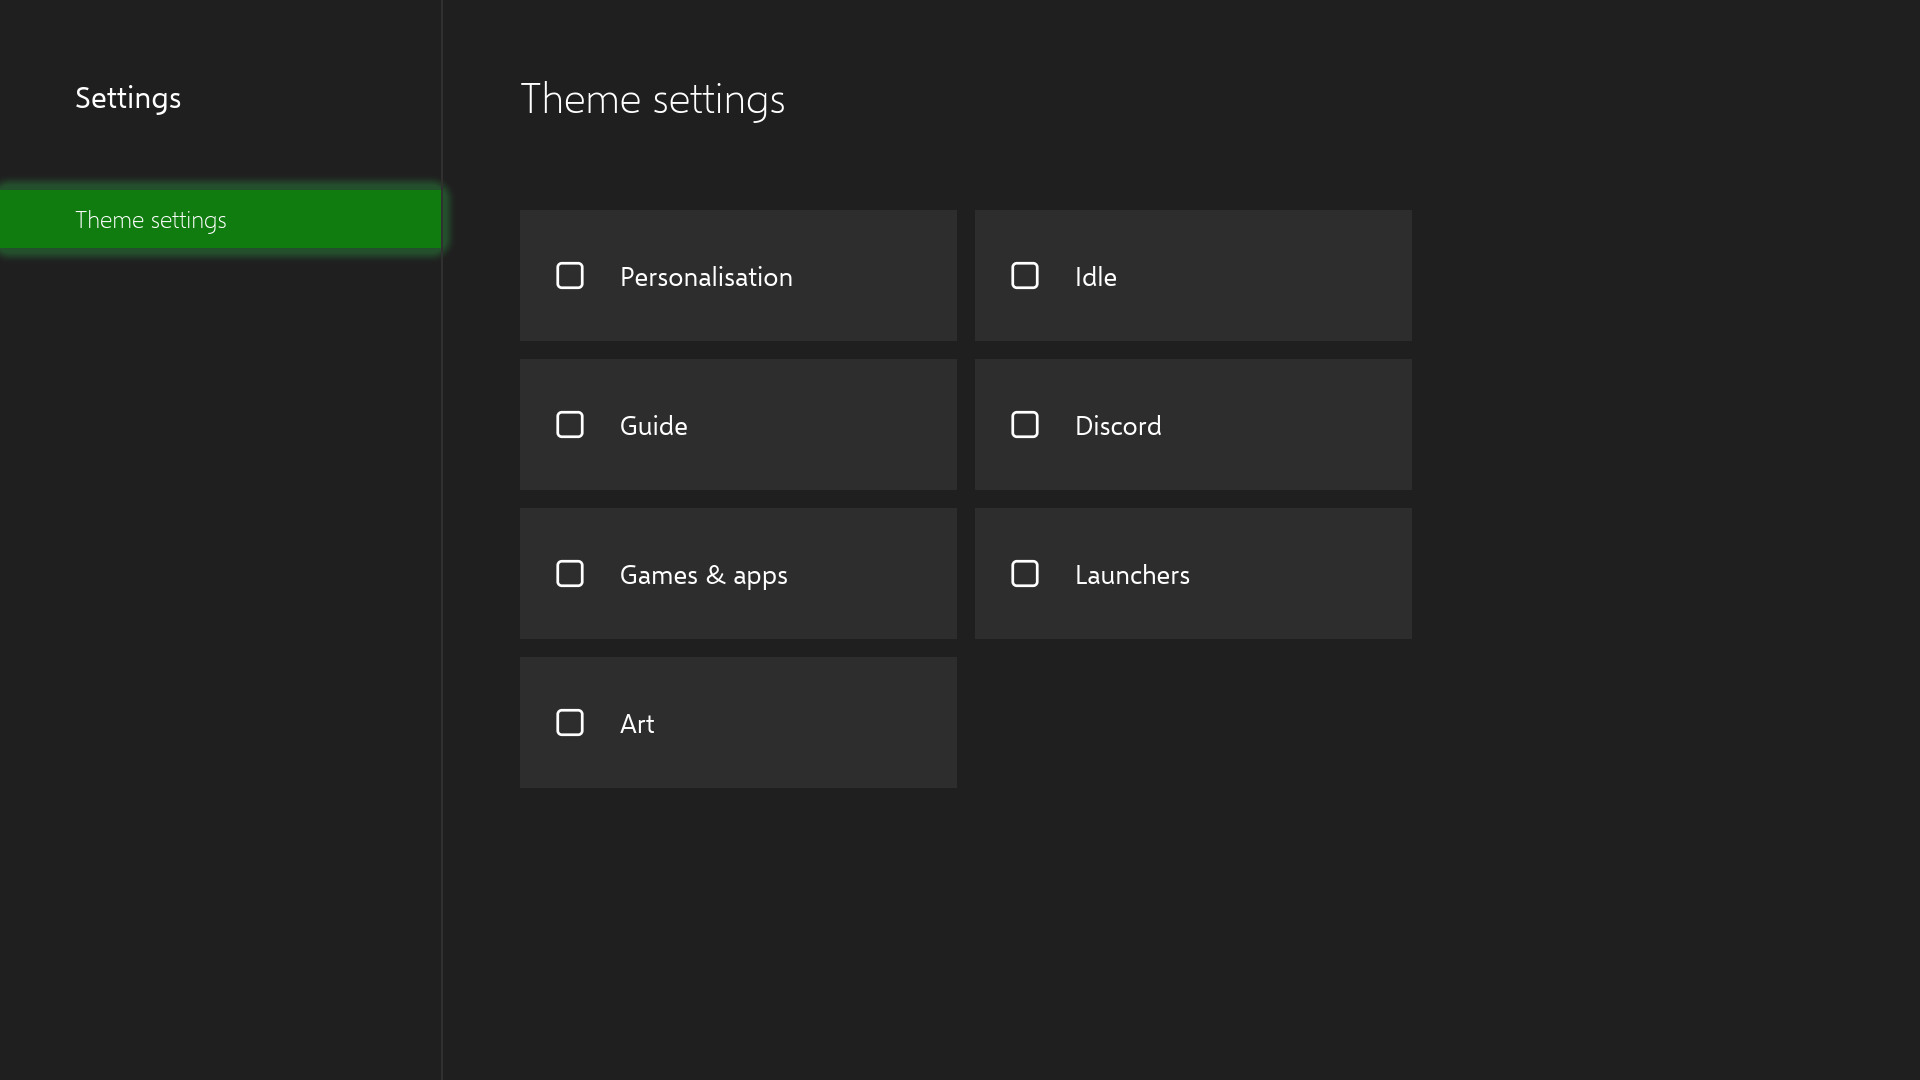 Settings
Theme settings
Theme settings
Personalisation
Idle
Guide
Discord
Games & apps
Launchers
Art